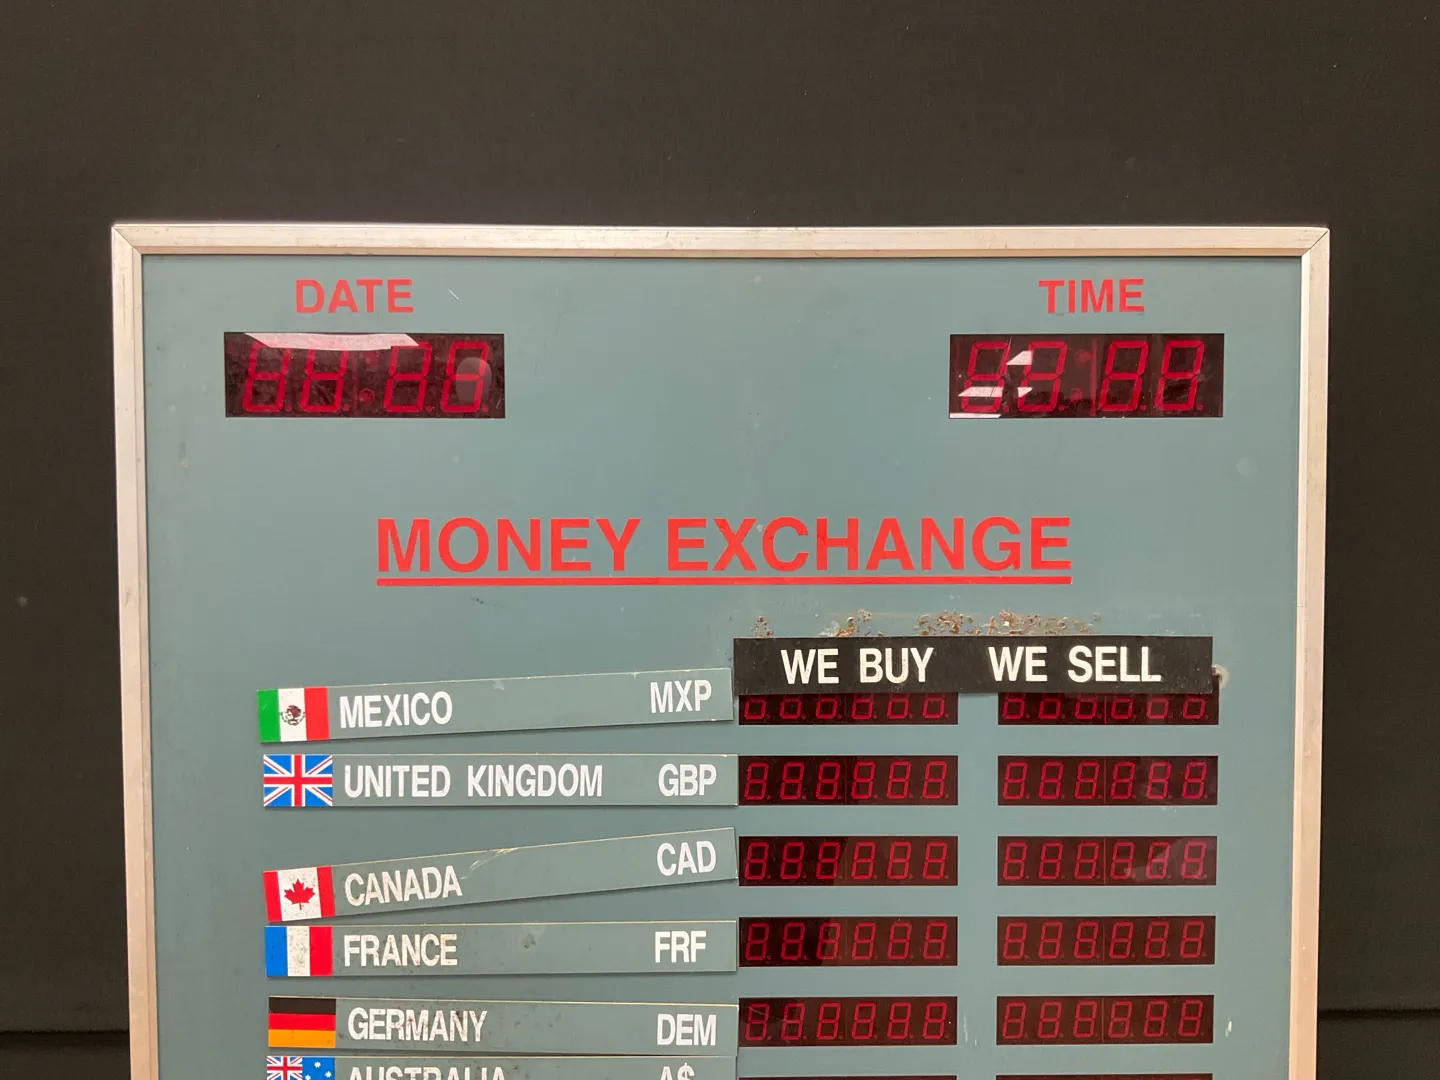 DATE TIME
MONEY EXCHANGE
WE BUY WE SELL
MEXICO MXP
UNITED KINGDOM GBP
CANADA CAD
FRANCE FRF
GERMANY DEM
AUSTRALIA A$